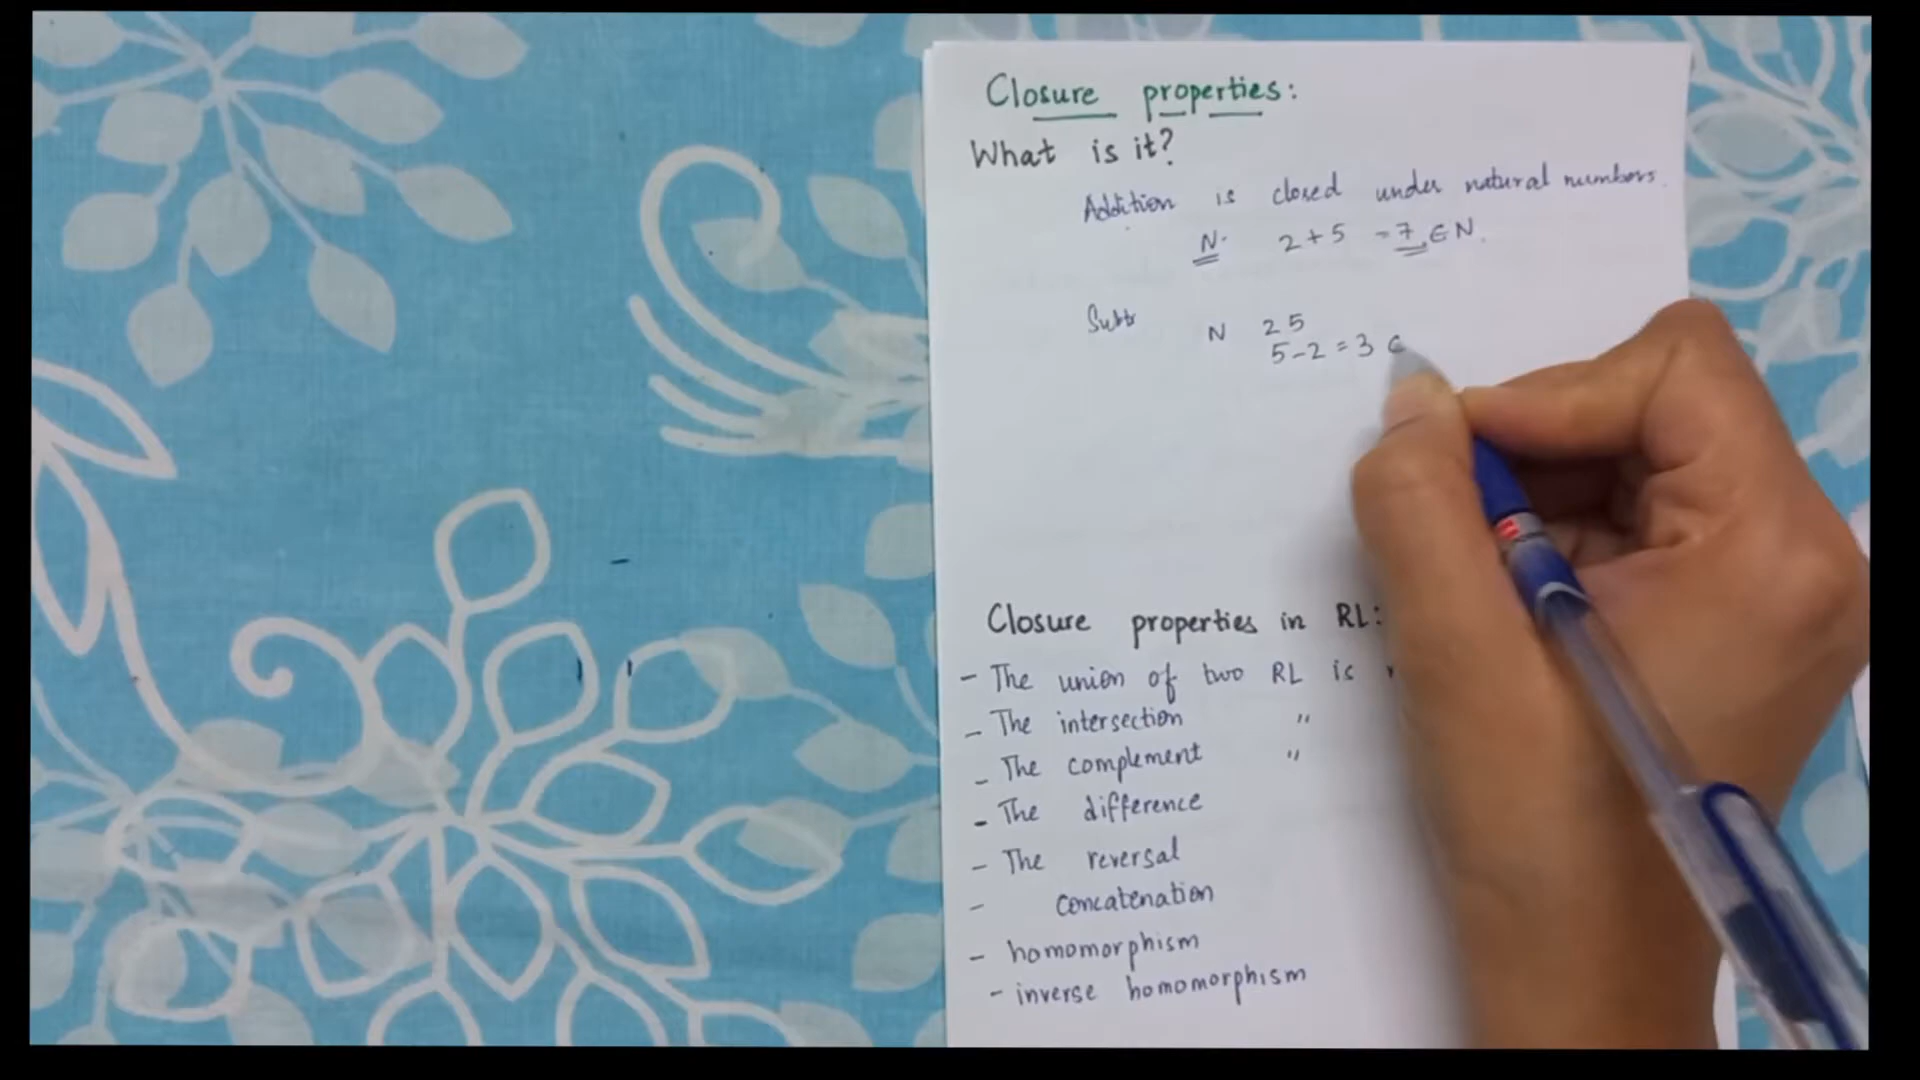 Closure properties:
What is it?
Addition is closed under natural numbers.
N. 2 + 5 = 7 ∈ N.
Subtr N 2 5
5 - 2 = 3
Closure properties in RL:
- The union of two RL is
- The intersection "
- The complement "
- The difference
- The reversal
- concatenation
- homomorphism
- inverse homomorphism